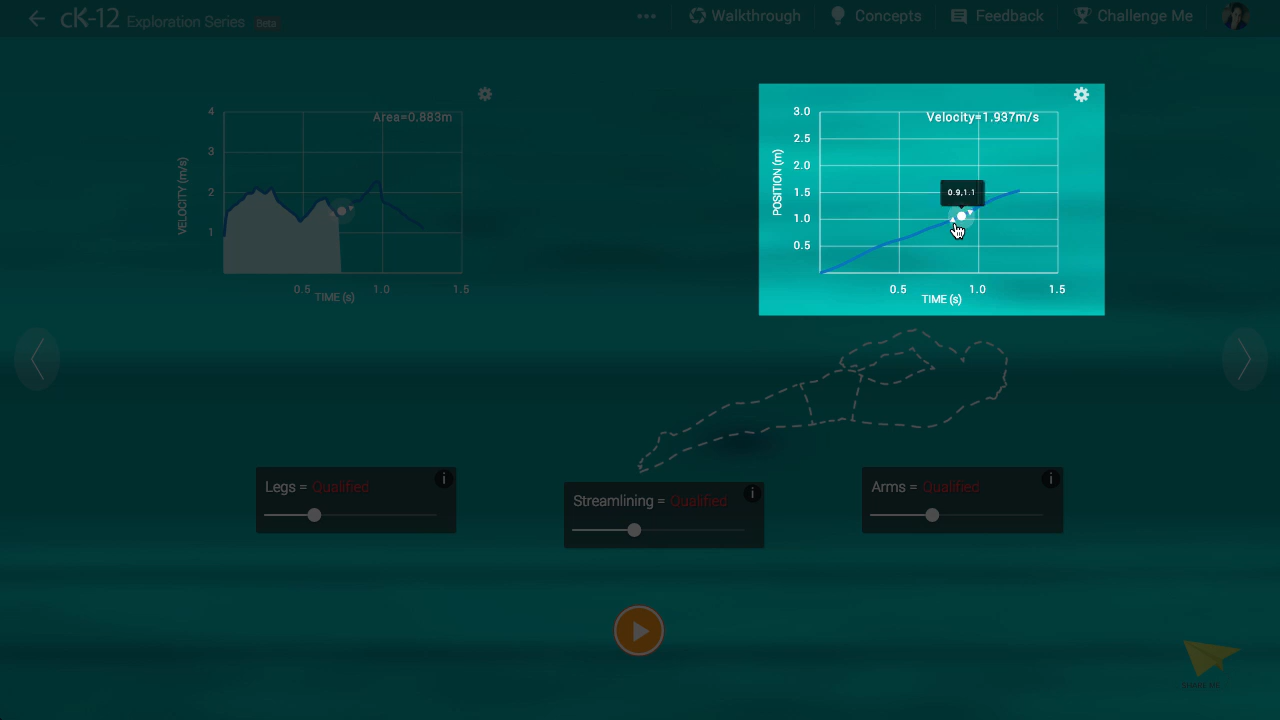 cK-12 Exploration Series Beta
Walkthrough
Concepts
Feedback
Challenge Me
4
3
2
1
VELOCITY (m/s)
Area=0.883m
0.5 1.0 1.5
TIME (s)
3.0
2.5
2.0
1.5
1.0
0.5
POSITION (m)
Velocity=1.937m/s
0.9,1.1
0.5 1.0 1.5
TIME (s)
Legs = Qualified
i
Streamlining = Qualified
i
Arms = Qualified
i
SHARE ME